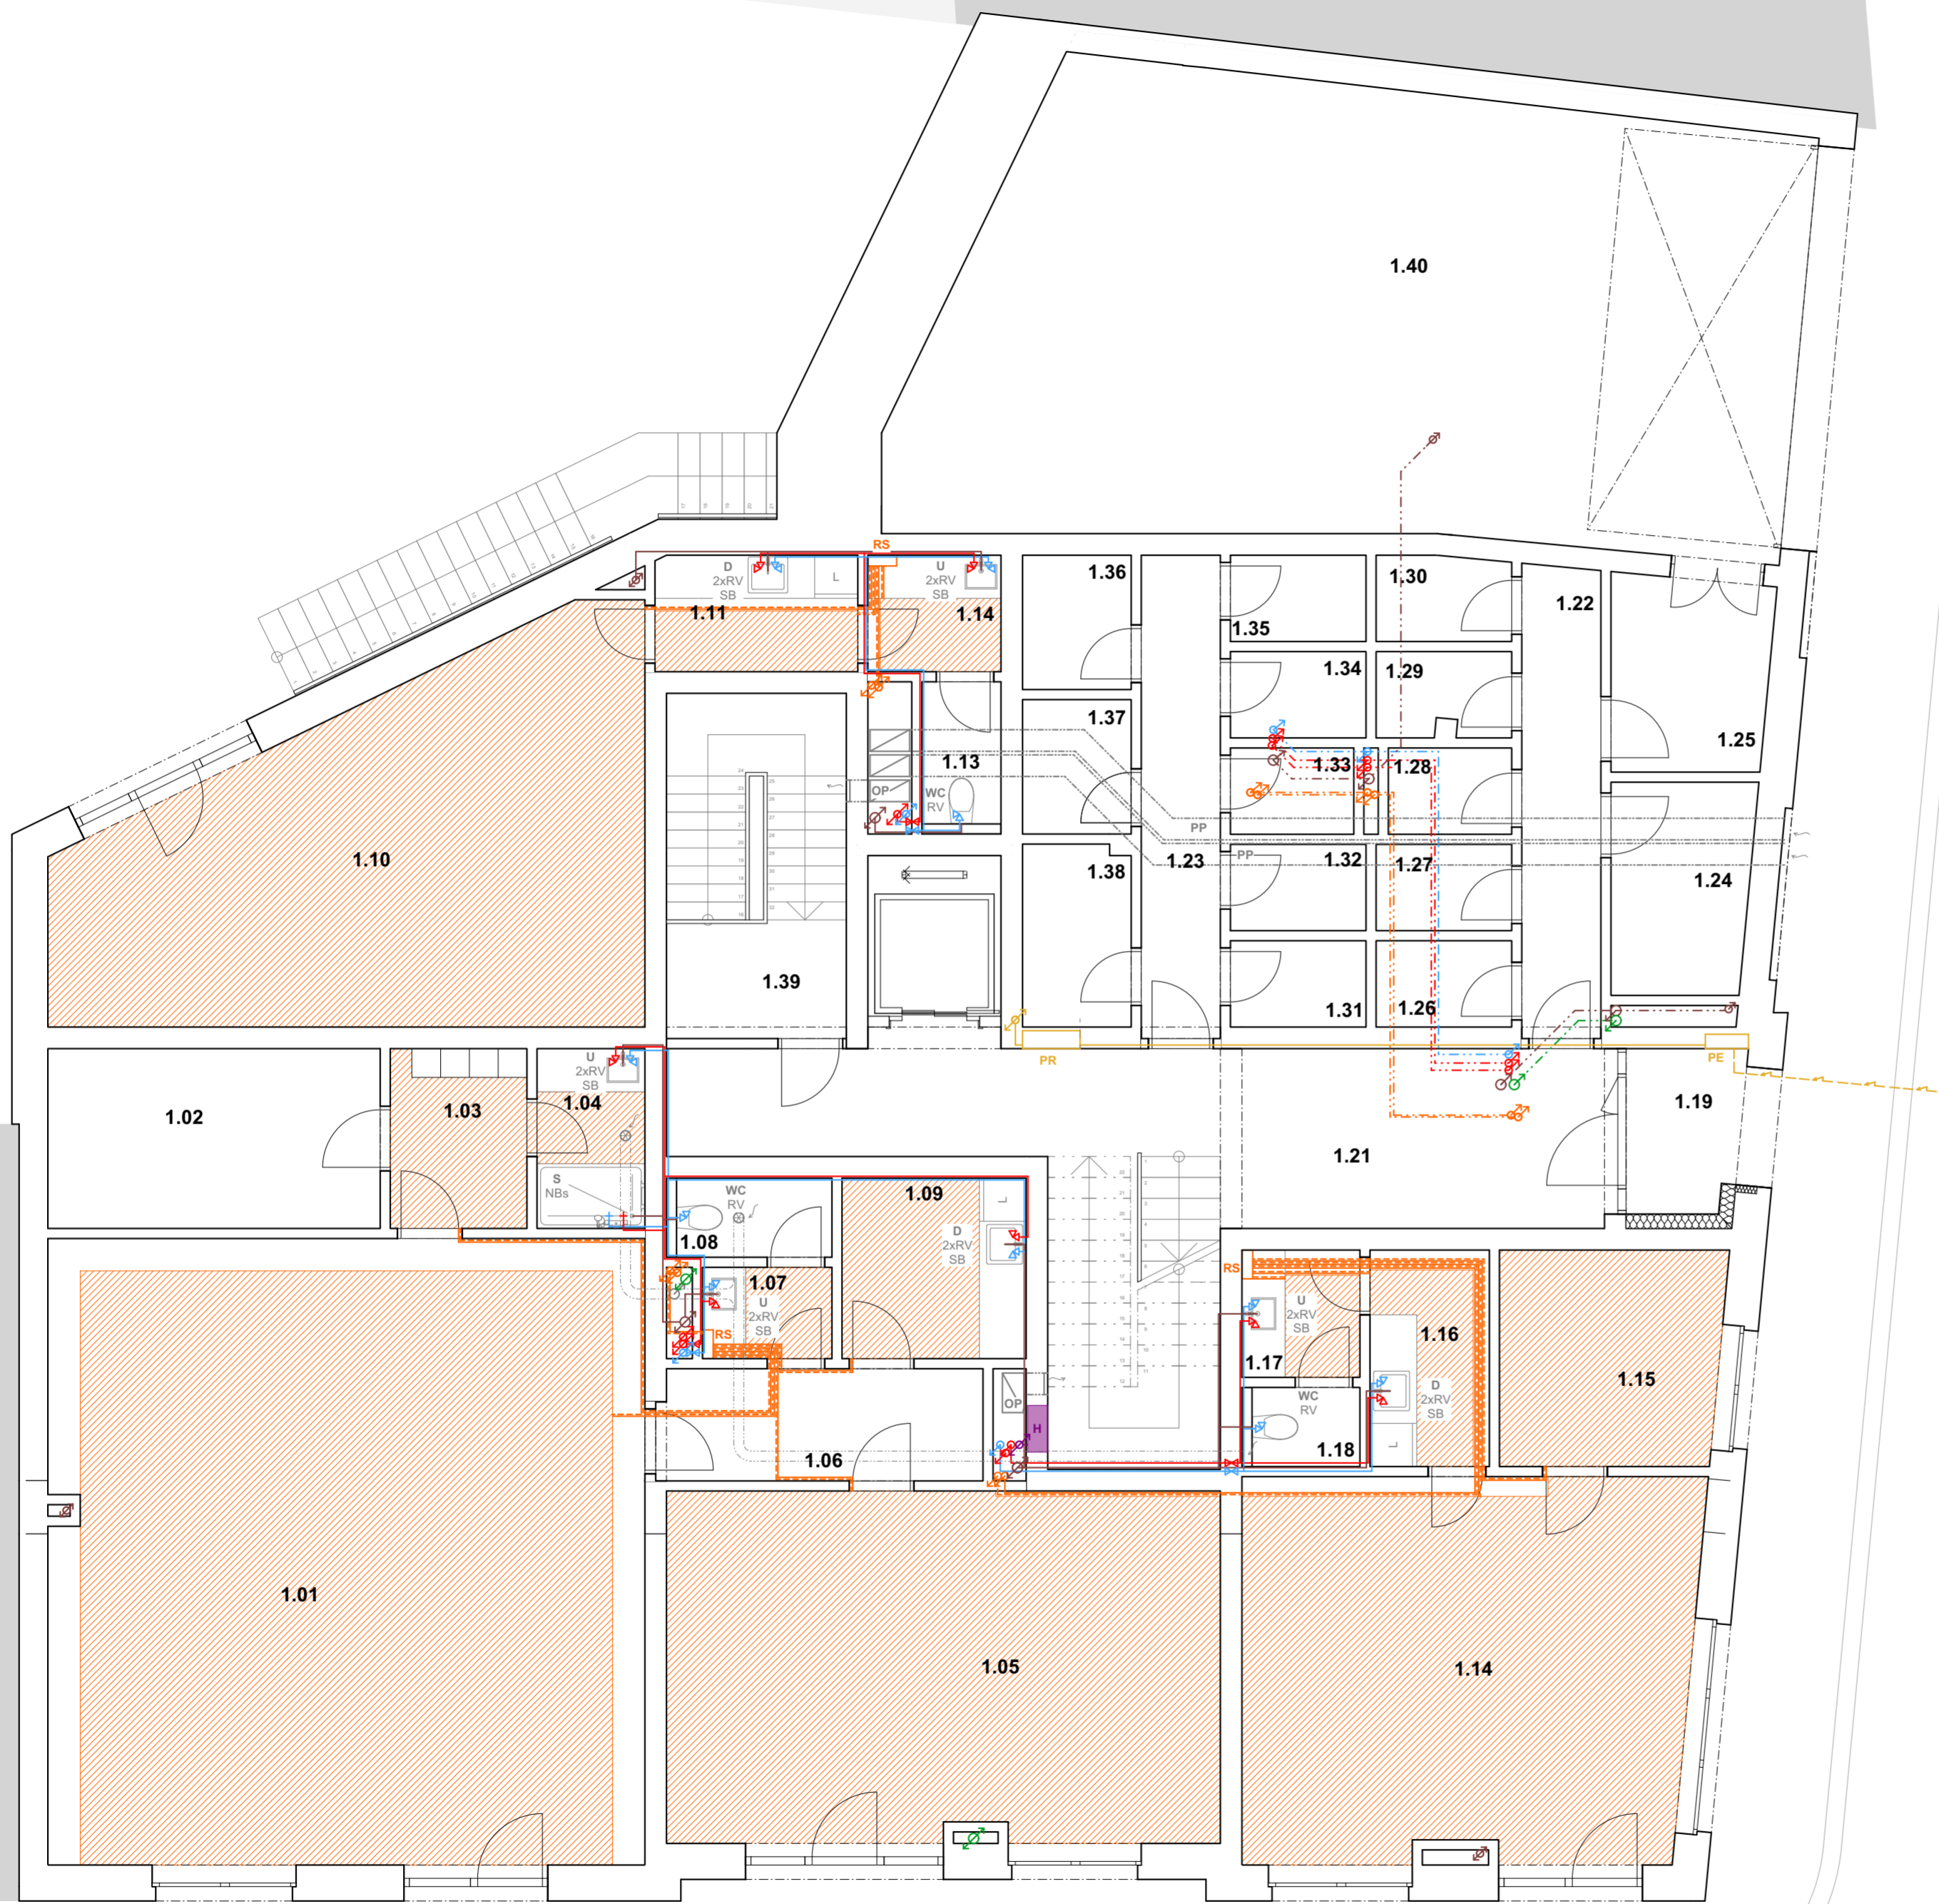 1.40
RS
D
2xRV
SB
L
1.11
U
2xRV
SB
1.14
1.36
1.35
1.30
1.22
1.34
1.29
1.37
1.13
OP
WC
RV
1.33
1.28
1.25
PP
PP
1.10
1.38
1.23
1.32
1.27
1.24
1.39
1.31
1.26
PR
PE
1.02
1.03
U
2xRV
SB
1.04
S
NBs
1.19
1.21
WC
RV
1.08
1.09
L
D
2xRV
SB
1.07
U
2xRV
SB
RS
RS
U
2xRV
SB
1.17
1.16
D
2xRV
SB
L
1.15
OP
H
WC
RV
1.18
1.06
1.01
1.05
1.14